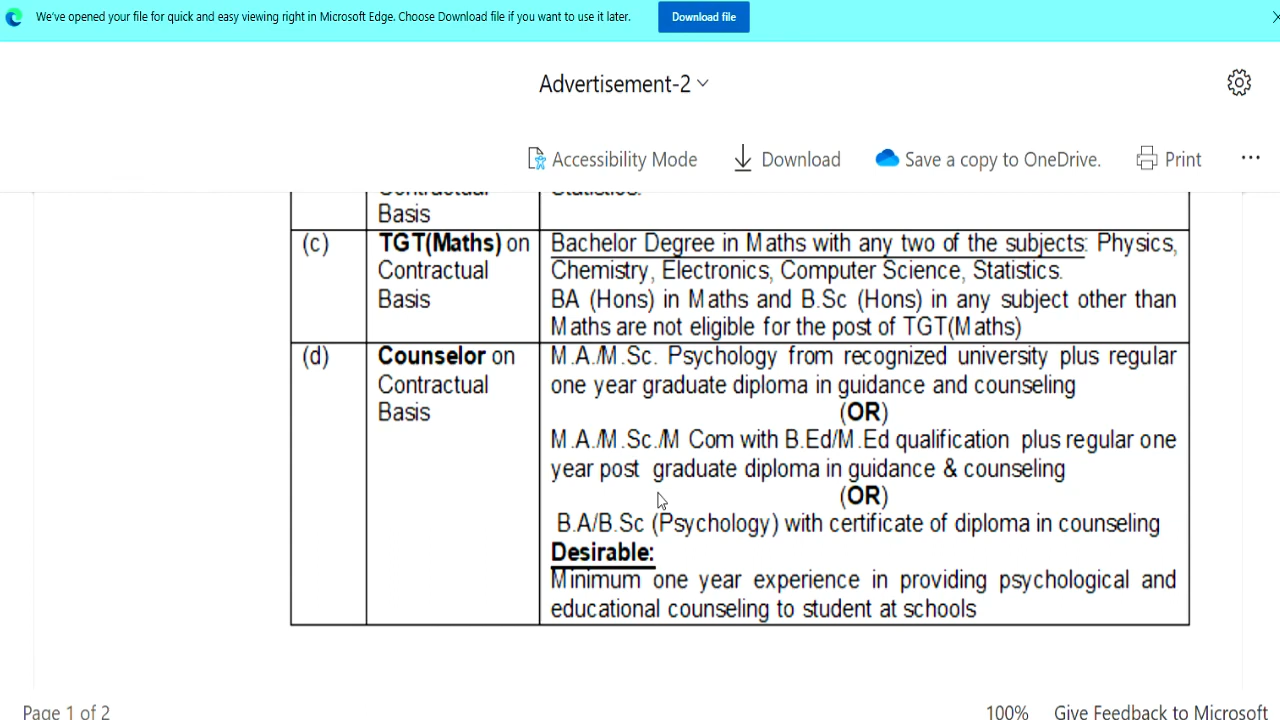 We've opened your file for quick and easy viewing right in Microsoft Edge. Choose Download file if you want to use it later.
Download file
Advertisement-2
Accessibility Mode
Download
Save a copy to OneDrive.
Print
Contractual
Basis
Statistics.
(c)
TGT(Maths) on
Contractual
Basis
Bachelor Degree in Maths with any two of the subjects: Physics,
Chemistry, Electronics, Computer Science, Statistics.
BA (Hons) in Maths and B.Sc (Hons) in any subject other than
Maths are not eligible for the post of TGT(Maths)
(d)
Counselor on
Contractual
Basis
M.A./M.Sc. Psychology from recognized university plus regular
one year graduate diploma in guidance and counseling
(OR)
M.A./M.Sc./M Com with B.Ed/M.Ed qualification plus regular one
year post graduate diploma in guidance & counseling
(OR)
B.A/B.Sc (Psychology) with certificate of diploma in counseling
Desirable:
Minimum one year experience in providing psychological and
educational counseling to student at schools
Page 1 of 2
100%
Give Feedback to Microsoft